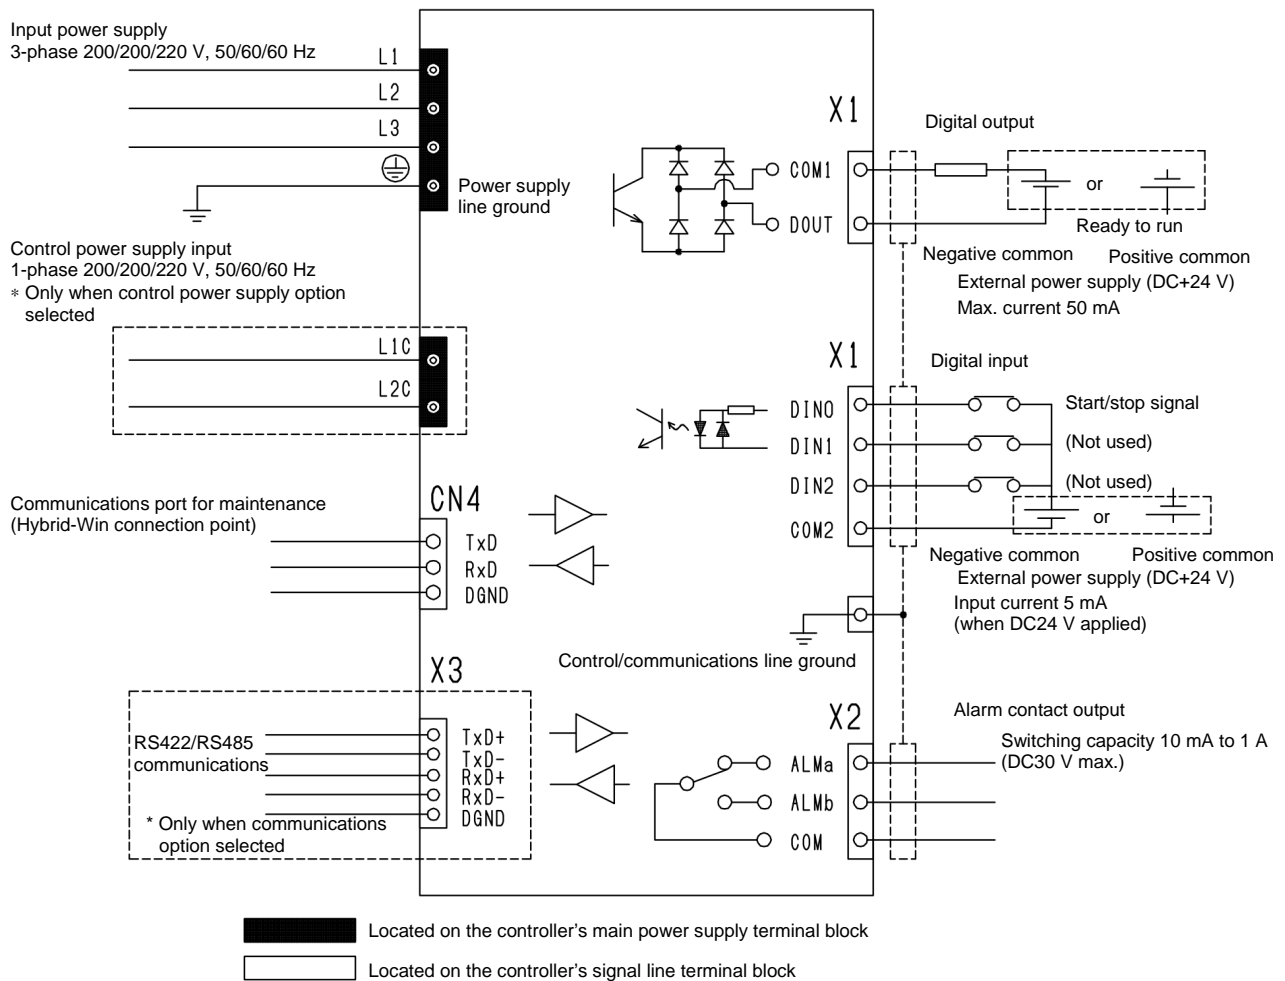 Input power supply
3-phase 200/200/220 V, 50/60/60 Hz
L1
L2
L3
Power supply
line ground
Control power supply input
1-phase 200/200/220 V, 50/60/60 Hz
* Only when control power supply option
selected
L1C
L2C
Communications port for maintenance
(Hybrid-Win connection point)
CN4
TxD
RxD
DGND
X3
RS422/RS485
communications
TxD+
TxD-
RxD+
RxD-
DGND
* Only when communications
option selected
X1
Digital output
COM1
DOUT
or
Ready to run
Negative common
Positive common
External power supply (DC+24 V)
Max. current 50 mA
X1
Digital input
DIN0
Start/stop signal
DIN1
(Not used)
DIN2
(Not used)
COM2
or
Negative common
Positive common
External power supply (DC+24 V)
Input current 5 mA
(when DC24 V applied)
Control/communications line ground
X2
Alarm contact output
Switching capacity 10 mA to 1 A
(DC30 V max.)
ALMa
ALMb
COM
Located on the controller's main power supply terminal block
Located on the controller's signal line terminal block